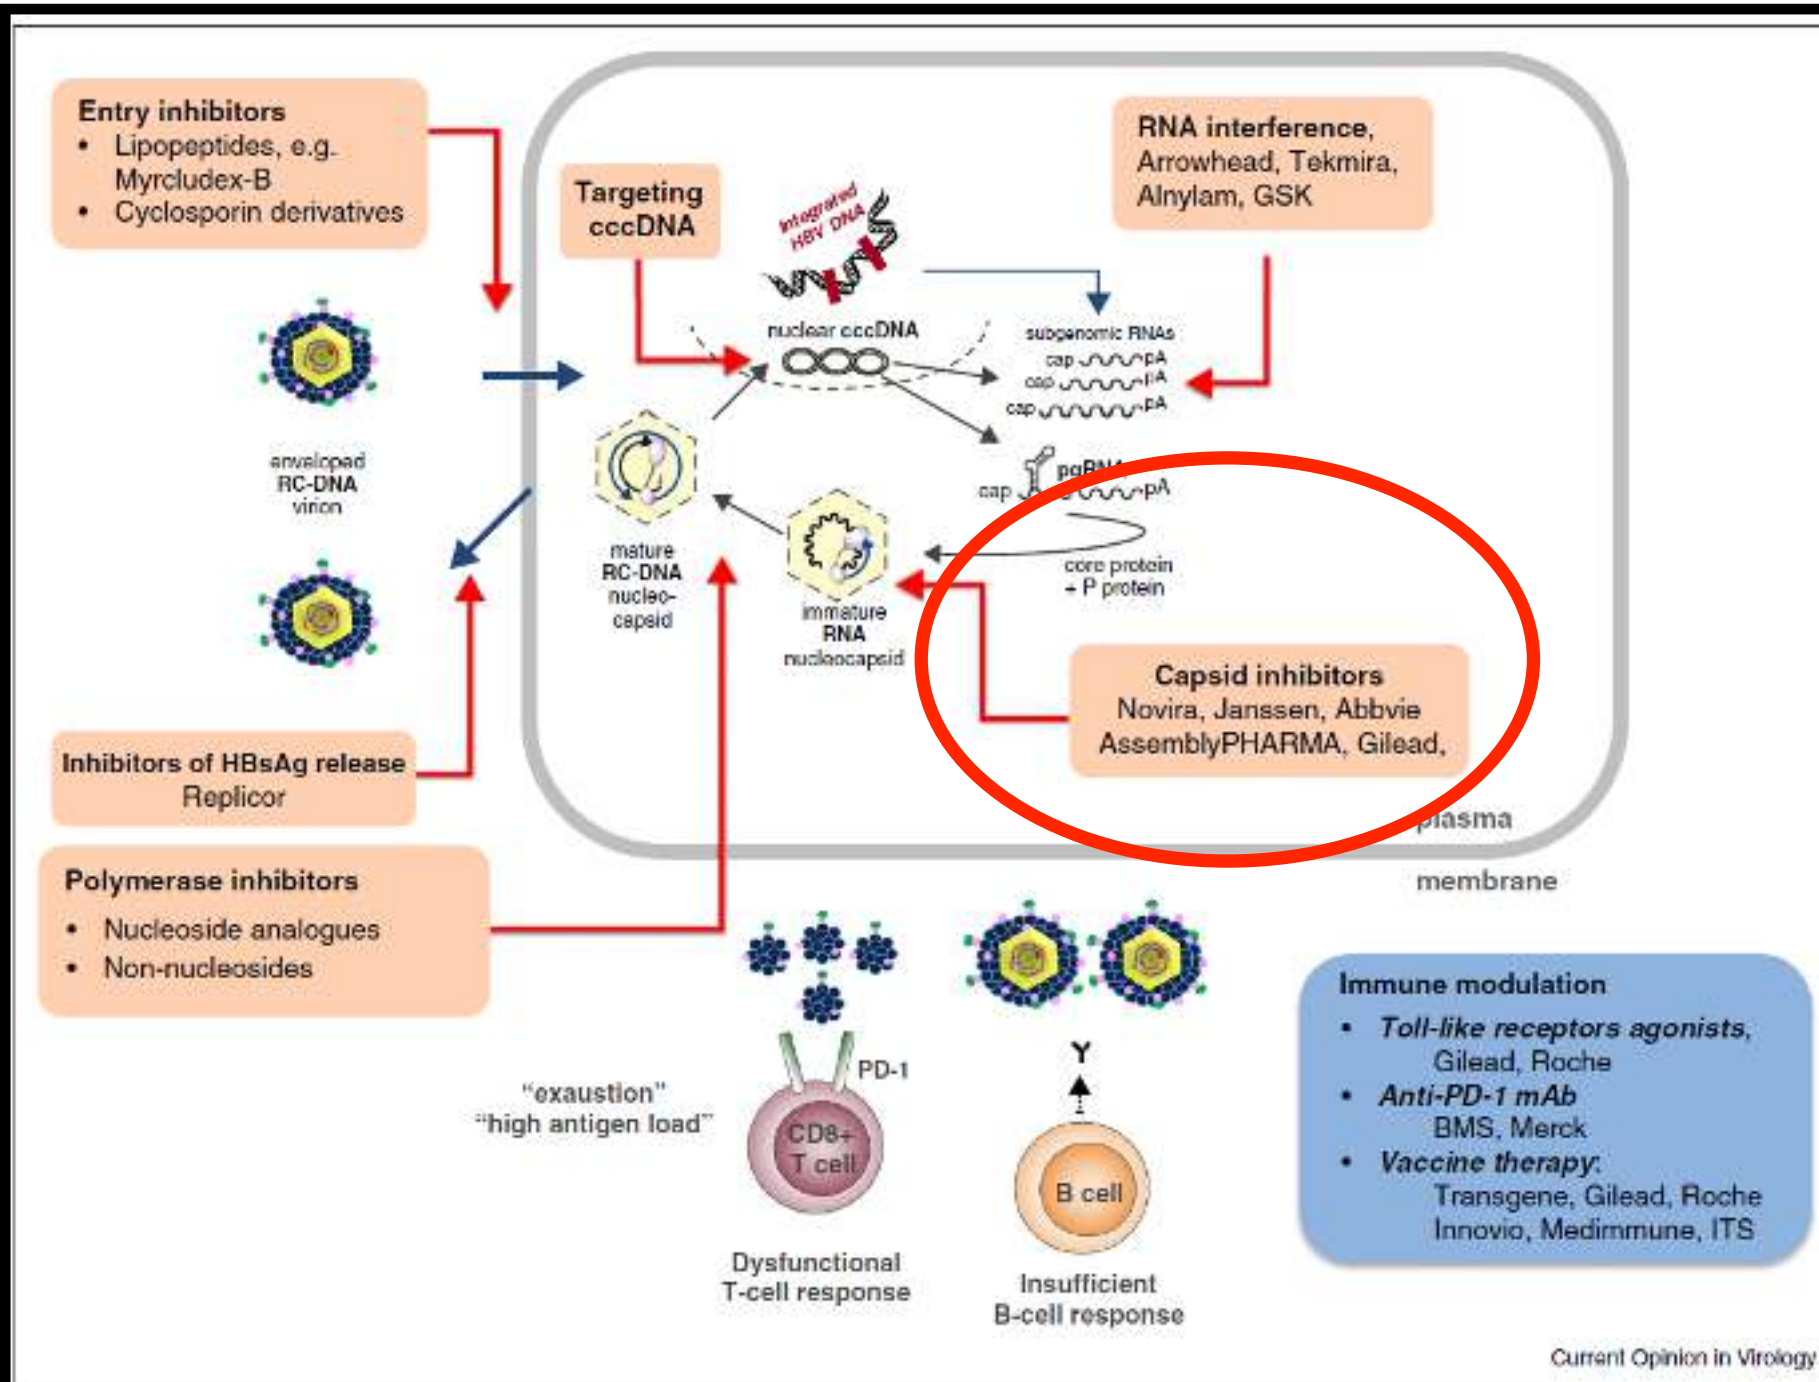 Entry inhibitors
• Lipopeptides, e.g.
Myrcludex-B
• Cyclosporin derivatives
Targeting
cccDNA
Integrated
HBV DNA
RNA interference,
Arrowhead, Tekmira,
Alnylam, GSK
nuclear cccDNA
subgenomic RNAs
cap pA
cap pA
cap pA
enveloped
RC-DNA
virion
pgRNA
cap pA
mature
RC-DNA
nucleo-
capsid
immature
RNA
nucleocapsid
core protein
+ P protein
Capsid inhibitors
Novira, Janssen, Abbvie
AssemblyPHARMA, Gilead,
Inhibitors of HBsAg release
Replicor
plasma
membrane
Polymerase inhibitors
• Nucleoside analogues
• Non-nucleosides
"exaustion"
"high antigen load"
PD-1
CD8+
T cell
Dysfunctional
T-cell response
Y
B cell
Insufficient
B-cell response
Immune modulation
• Toll-like receptors agonists,
Gilead, Roche
• Anti-PD-1 mAb
BMS, Merck
• Vaccine therapy:
Transgene, Gilead, Roche
Innovio, Medimmune, ITS
Current Opinion in Virology